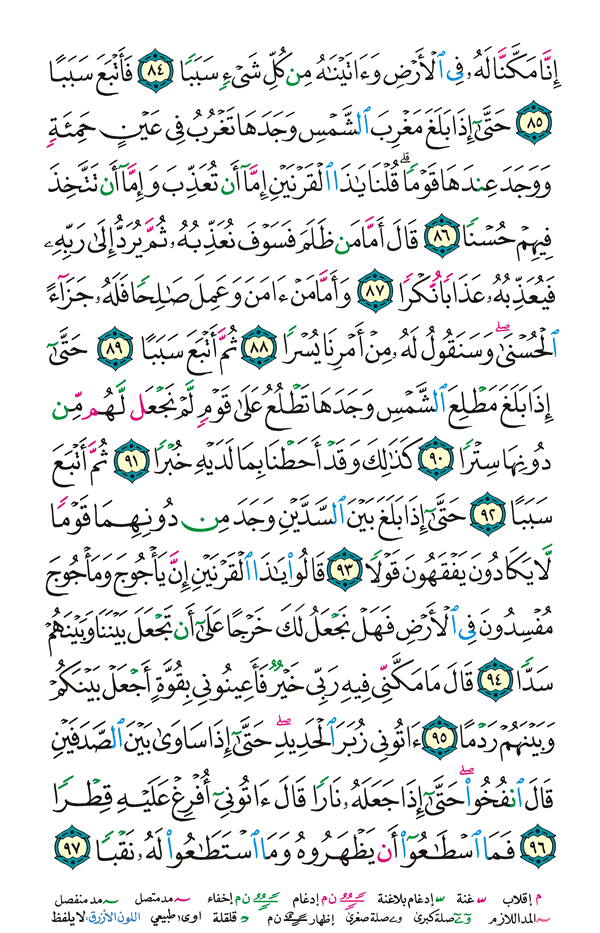 إِنَّا مَكَّنَّا لَهُۥ فِى ٱلْأَرْضِ وَءَاتَيْنَٰهُ مِن كُلِّ شَىْءٍ سَبَبًا ٨٤ فَأَتْبَعَ سَبَبًا
٨٥ حَتَّىٰٓ إِذَا بَلَغَ مَغْرِبَ ٱلشَّمْسِ وَجَدَهَا تَغْرُبُ فِى عَيْنٍ حَمِئَةٍ
وَوَجَدَ عِندَهَا قَوْمًا ۗ قُلْنَا يَٰذَا ٱلْقَرْنَيْنِ إِمَّآ أَن تُعَذِّبَ وَإِمَّآ أَن تَتَّخِذَ
فِيهِمْ حُسْنًا ٨٦ قَالَ أَمَّا مَن ظَلَمَ فَسَوْفَ نُعَذِّبُهُۥ ثُمَّ يُرَدُّ إِلَىٰ رَبِّهِۦ
فَيُعَذِّبُهُۥ عَذَابًا نُّكْرًا ٨٧ وَأَمَّا مَنْ ءَامَنَ وَعَمِلَ صَٰلِحًا فَلَهُۥ جَزَآءً
ٱلْحُسْنَىٰ ۖ وَسَنَقُولُ لَهُۥ مِنْ أَمْرِنَا يُسْرًا ٨٨ ثُمَّ أَتْبَعَ سَبَبًا ٨٩ حَتَّىٰٓ
إِذَا بَلَغَ مَطْلِعَ ٱلشَّمْسِ وَجَدَهَا تَطْلُعُ عَلَىٰ قَوْمٍ لَّمْ نَجْعَل لَّهُم مِّن
دُونِهَا سِتْرًا ٩٠ كَذَٰلِكَ وَقَدْ أَحَطْنَا بِمَا لَدَيْهِ خُبْرًا ٩١ ثُمَّ أَتْبَعَ
سَبَبًا ٩٢ حَتَّىٰٓ إِذَا بَلَغَ بَيْنَ ٱلسَّدَّيْنِ وَجَدَ مِن دُونِهِمَا قَوْمًا
لَّا يَكَادُونَ يَفْقَهُونَ قَوْلًا ٩٣ قَالُوا۟ يَٰذَا ٱلْقَرْنَيْنِ إِنَّ يَأْجُوجَ وَمَأْجُوجَ
مُفْسِدُونَ فِى ٱلْأَرْضِ فَهَلْ نَجْعَلُ لَكَ خَرْجًا عَلَىٰٓ أَن تَجْعَلَ بَيْنَنَا وَبَيْنَهُمْ
سَدًّا ٩٤ قَالَ مَا مَكَّنِّى فِيهِ رَبِّى خَيْرٌ فَأَعِينُونِى بِقُوَّةٍ أَجْعَلْ بَيْنَكُمْ
وَبَيْنَهُمْ رَدْمًا ٩٥ ءَاتُونِى زُبَرَ ٱلْحَدِيدِ ۖ حَتَّىٰٓ إِذَا سَاوَىٰ بَيْنَ ٱلصَّدَفَيْنِ
قَالَ ٱنفُخُوا۟ ۖ حَتَّىٰٓ إِذَا جَعَلَهُۥ نَارًا قَالَ ءَاتُونِىٓ أُفْرِغْ عَلَيْهِ قِطْرًا
٩٦ فَمَا ٱسْطَٰعُوٓا۟ أَن يَظْهَرُوهُ وَمَا ٱسْتَطَٰعُوا۟ لَهُۥ نَقْبًا ٩٧
م إقلاب غنة إدغام بلاغنة ن م إدغام ن م إخفاء مد متصل مد منفصل
المد اللازم صلة كبرى صلة صغرى إظهار ن م قلقلة اوى طبيعي اللون الأزرق: لا يلفظ